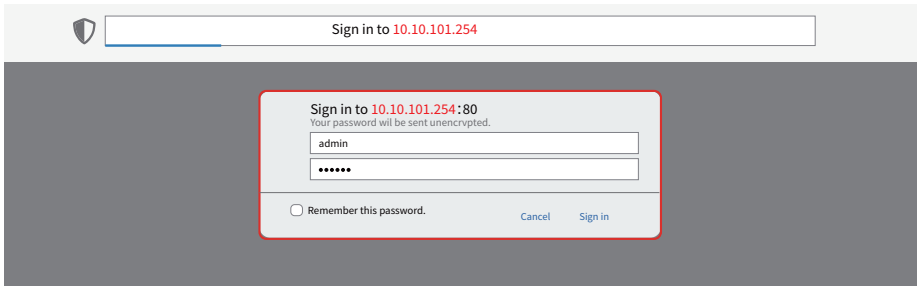 Sign in to 10.10.101.254
Sign in to 10.10.101.254:80
Your password wil be sent unencrvpted.
admin
••••••
Remember this password.
Cancel Sign in